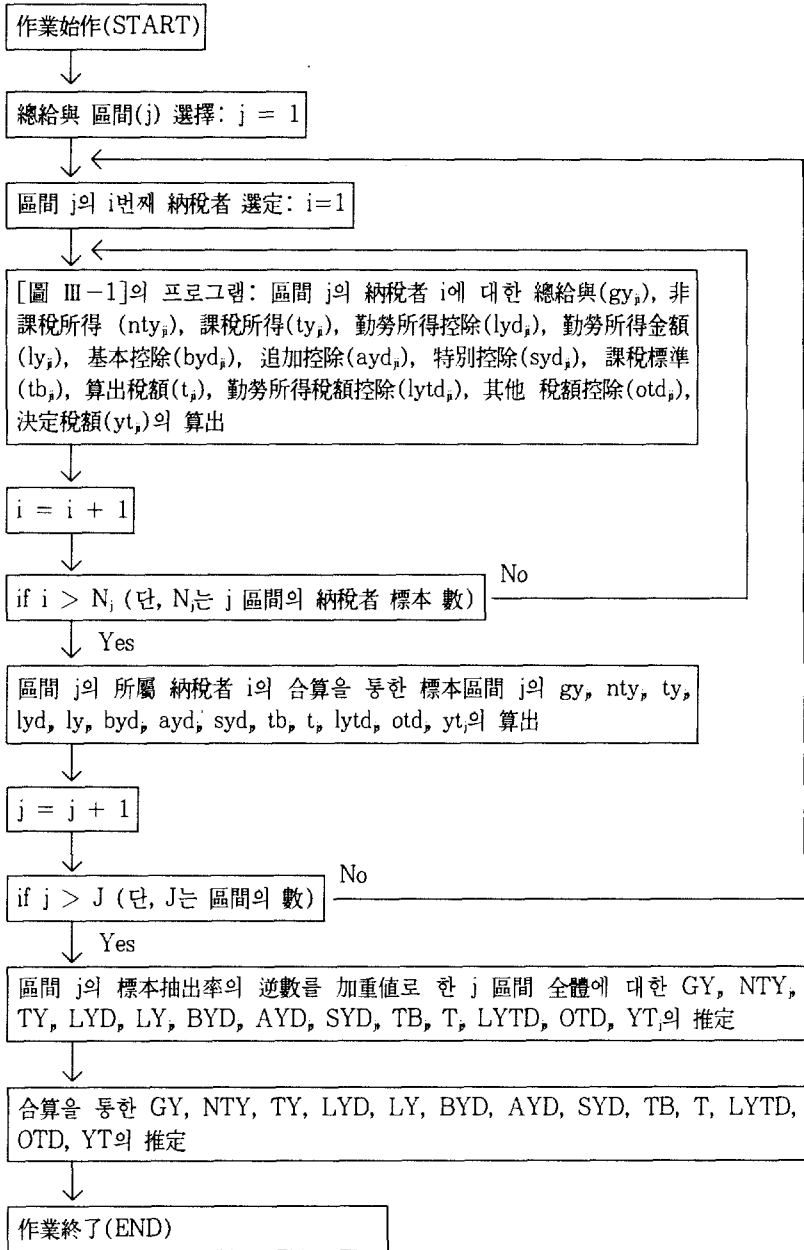 作業始作(START)
總給與 區間(j) 選擇: j = 1
區間 j의 i번째 納稅者 選定: i=1
[圖 Ⅲ-1]의 프로그램: 區間 j의 納稅者 i에 대한 總給與(gyⱼᵢ), 非
課稅所得 (ntyⱼᵢ), 課稅所得(tyⱼᵢ), 勤勞所得控除(lydⱼᵢ), 勤勞所得金額
(lyⱼᵢ), 基本控除(bydⱼᵢ), 追加控除(aydⱼᵢ), 特別控除(sydⱼᵢ), 課稅標準
(tbⱼᵢ), 算出稅額(tⱼᵢ), 勤勞所得稅額控除(lytdⱼᵢ), 其他 稅額控除(otdⱼᵢ),
決定稅額(ytⱼᵢ)의 算出
i = i + 1
if i > Nⱼ (단, Nⱼ는 j 區間의 納稅者 標本 數)
No
Yes
區間 j의 所屬 納稅者 i의 合算을 통한 標本區間 j의 gyⱼ, ntyⱼ, tyⱼ,
lydⱼ, lyⱼ, bydⱼ, aydⱼ, sydⱼ, tbⱼ, tⱼ, lytdⱼ, otdⱼ, ytⱼ의 算出
j = j + 1
if j > J (단, J는 區間의 數)
No
Yes
區間 j의 標本抽出率의 逆數를 加重値로 한 j 區間 全體에 대한 GYⱼ, NTYⱼ,
TYⱼ, LYDⱼ, LYⱼ, BYDⱼ, AYDⱼ, SYDⱼ, TBⱼ, Tⱼ, LYTDⱼ, OTDⱼ, YTⱼ의 推定
合算을 통한 GY, NTY, TY, LYD, LY, BYD, AYD, SYD, TB, T, LYTD,
OTD, YT의 推定
作業終了(END)